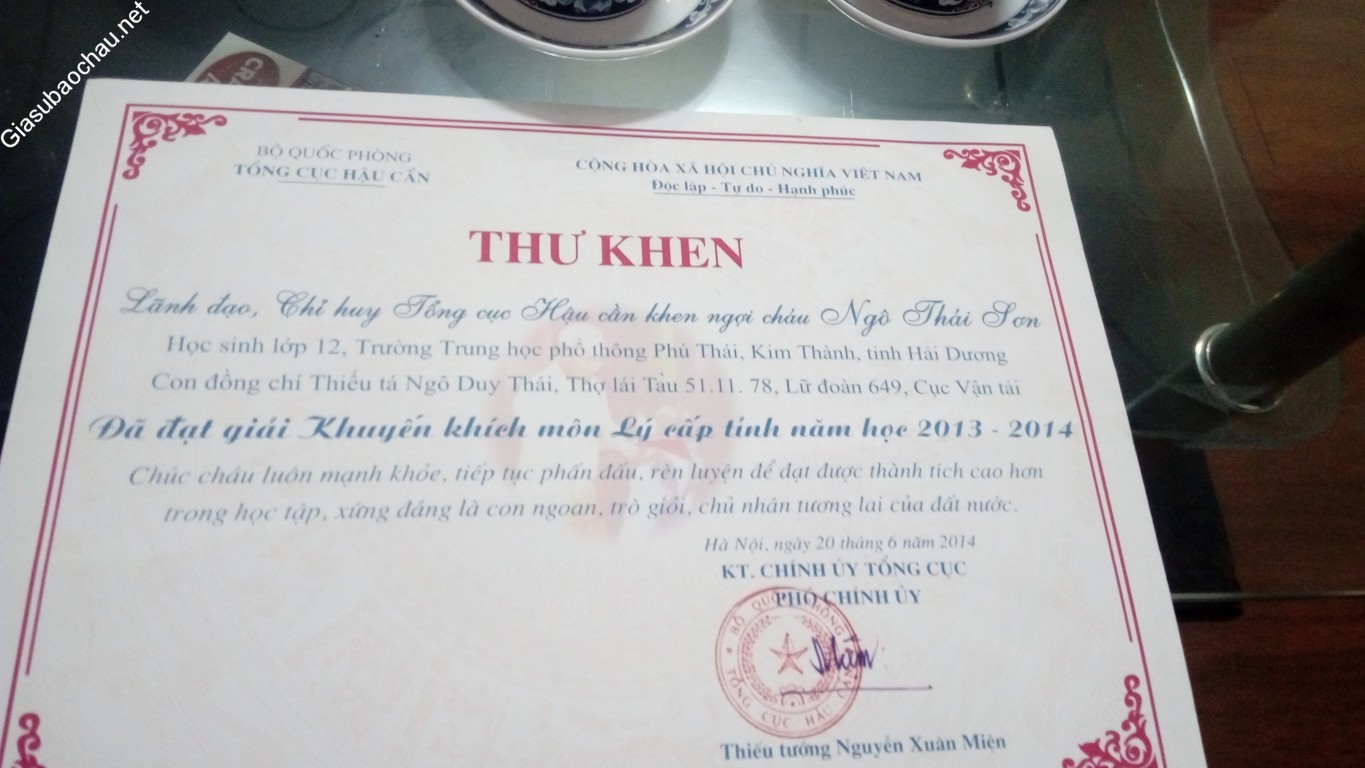 Giasubaochau.net
CRA
BỘ QUỐC PHÒNG
TỔNG CỤC HẬU CẦN
CỘNG HÒA XÃ HỘI CHỦ NGHĨA VIỆT NAM
Độc lập - Tự do - Hạnh phúc
THƯ KHEN
Lãnh đạo, Chỉ huy Tổng cục Hậu cần khen ngợi cháu Ngô Thái Sơn
Học sinh lớp 12, Trường Trung học phổ thông Phú Thái, Kim Thành, tỉnh Hải Dương
Con đồng chí Thiếu tá Ngô Duy Thái, Thợ lái Tàu 51.11. 78, Lữ đoàn 649, Cục Vận tải
Đã đạt giải Khuyến khích môn Lý cấp tỉnh năm học 2013 - 2014
Chúc cháu luôn mạnh khỏe, tiếp tục phấn đấu, rèn luyện để đạt được thành tích cao hơn
trong học tập, xứng đáng là con ngoan, trò giỏi, chủ nhân tương lai của đất nước.
Hà Nội, ngày 20 tháng 6 năm 2014
KT. CHÍNH ỦY TỔNG CỤC
PHÓ CHÍNH ỦY
BỘ QUỐC PHÒNG
TỔNG CỤC HẬU CẦN
Thiếu tướng Nguyễn Xuân Miện